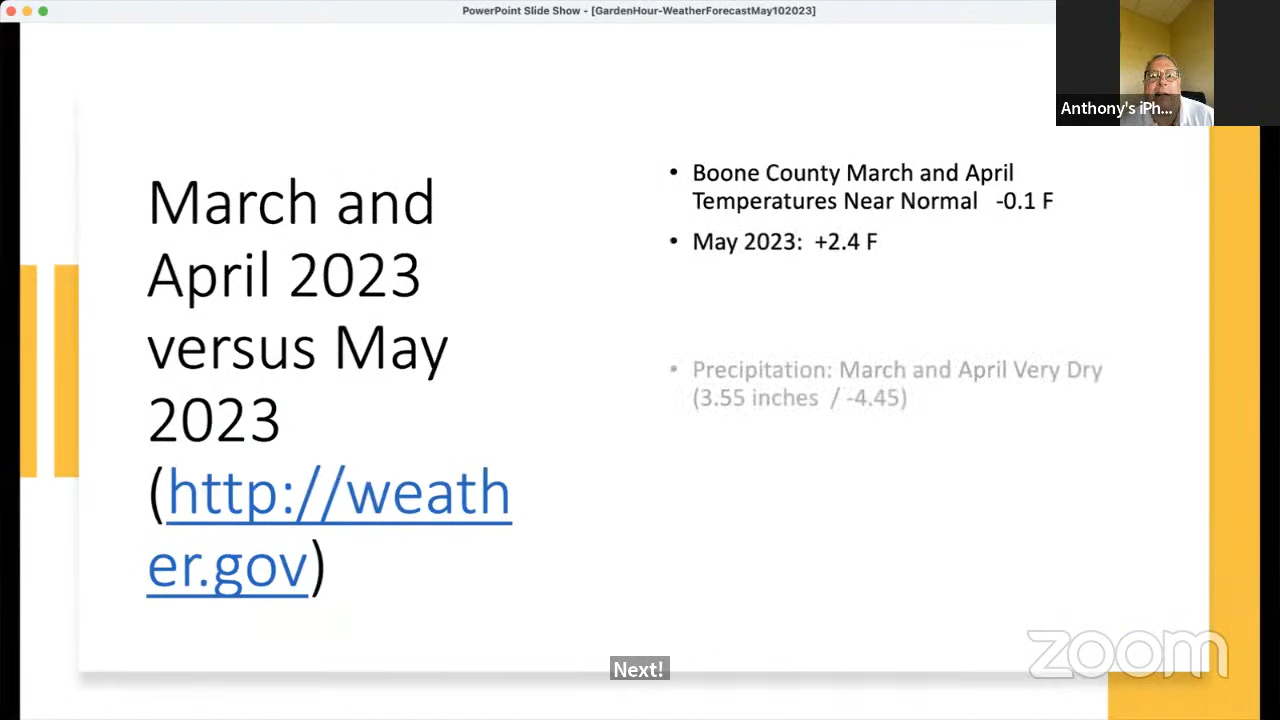 PowerPoint Slide Show - [GardenHour-WeatherForecastMay102023]
Anthony's iPh...
March and
April 2023
versus May
2023
(http://weath
er.gov)
• Boone County March and April
Temperatures Near Normal -0.1 F
• May 2023: +2.4 F
• Precipitation: March and April Very Dry
(3.55 inches / -4.45)
Next!
zoom